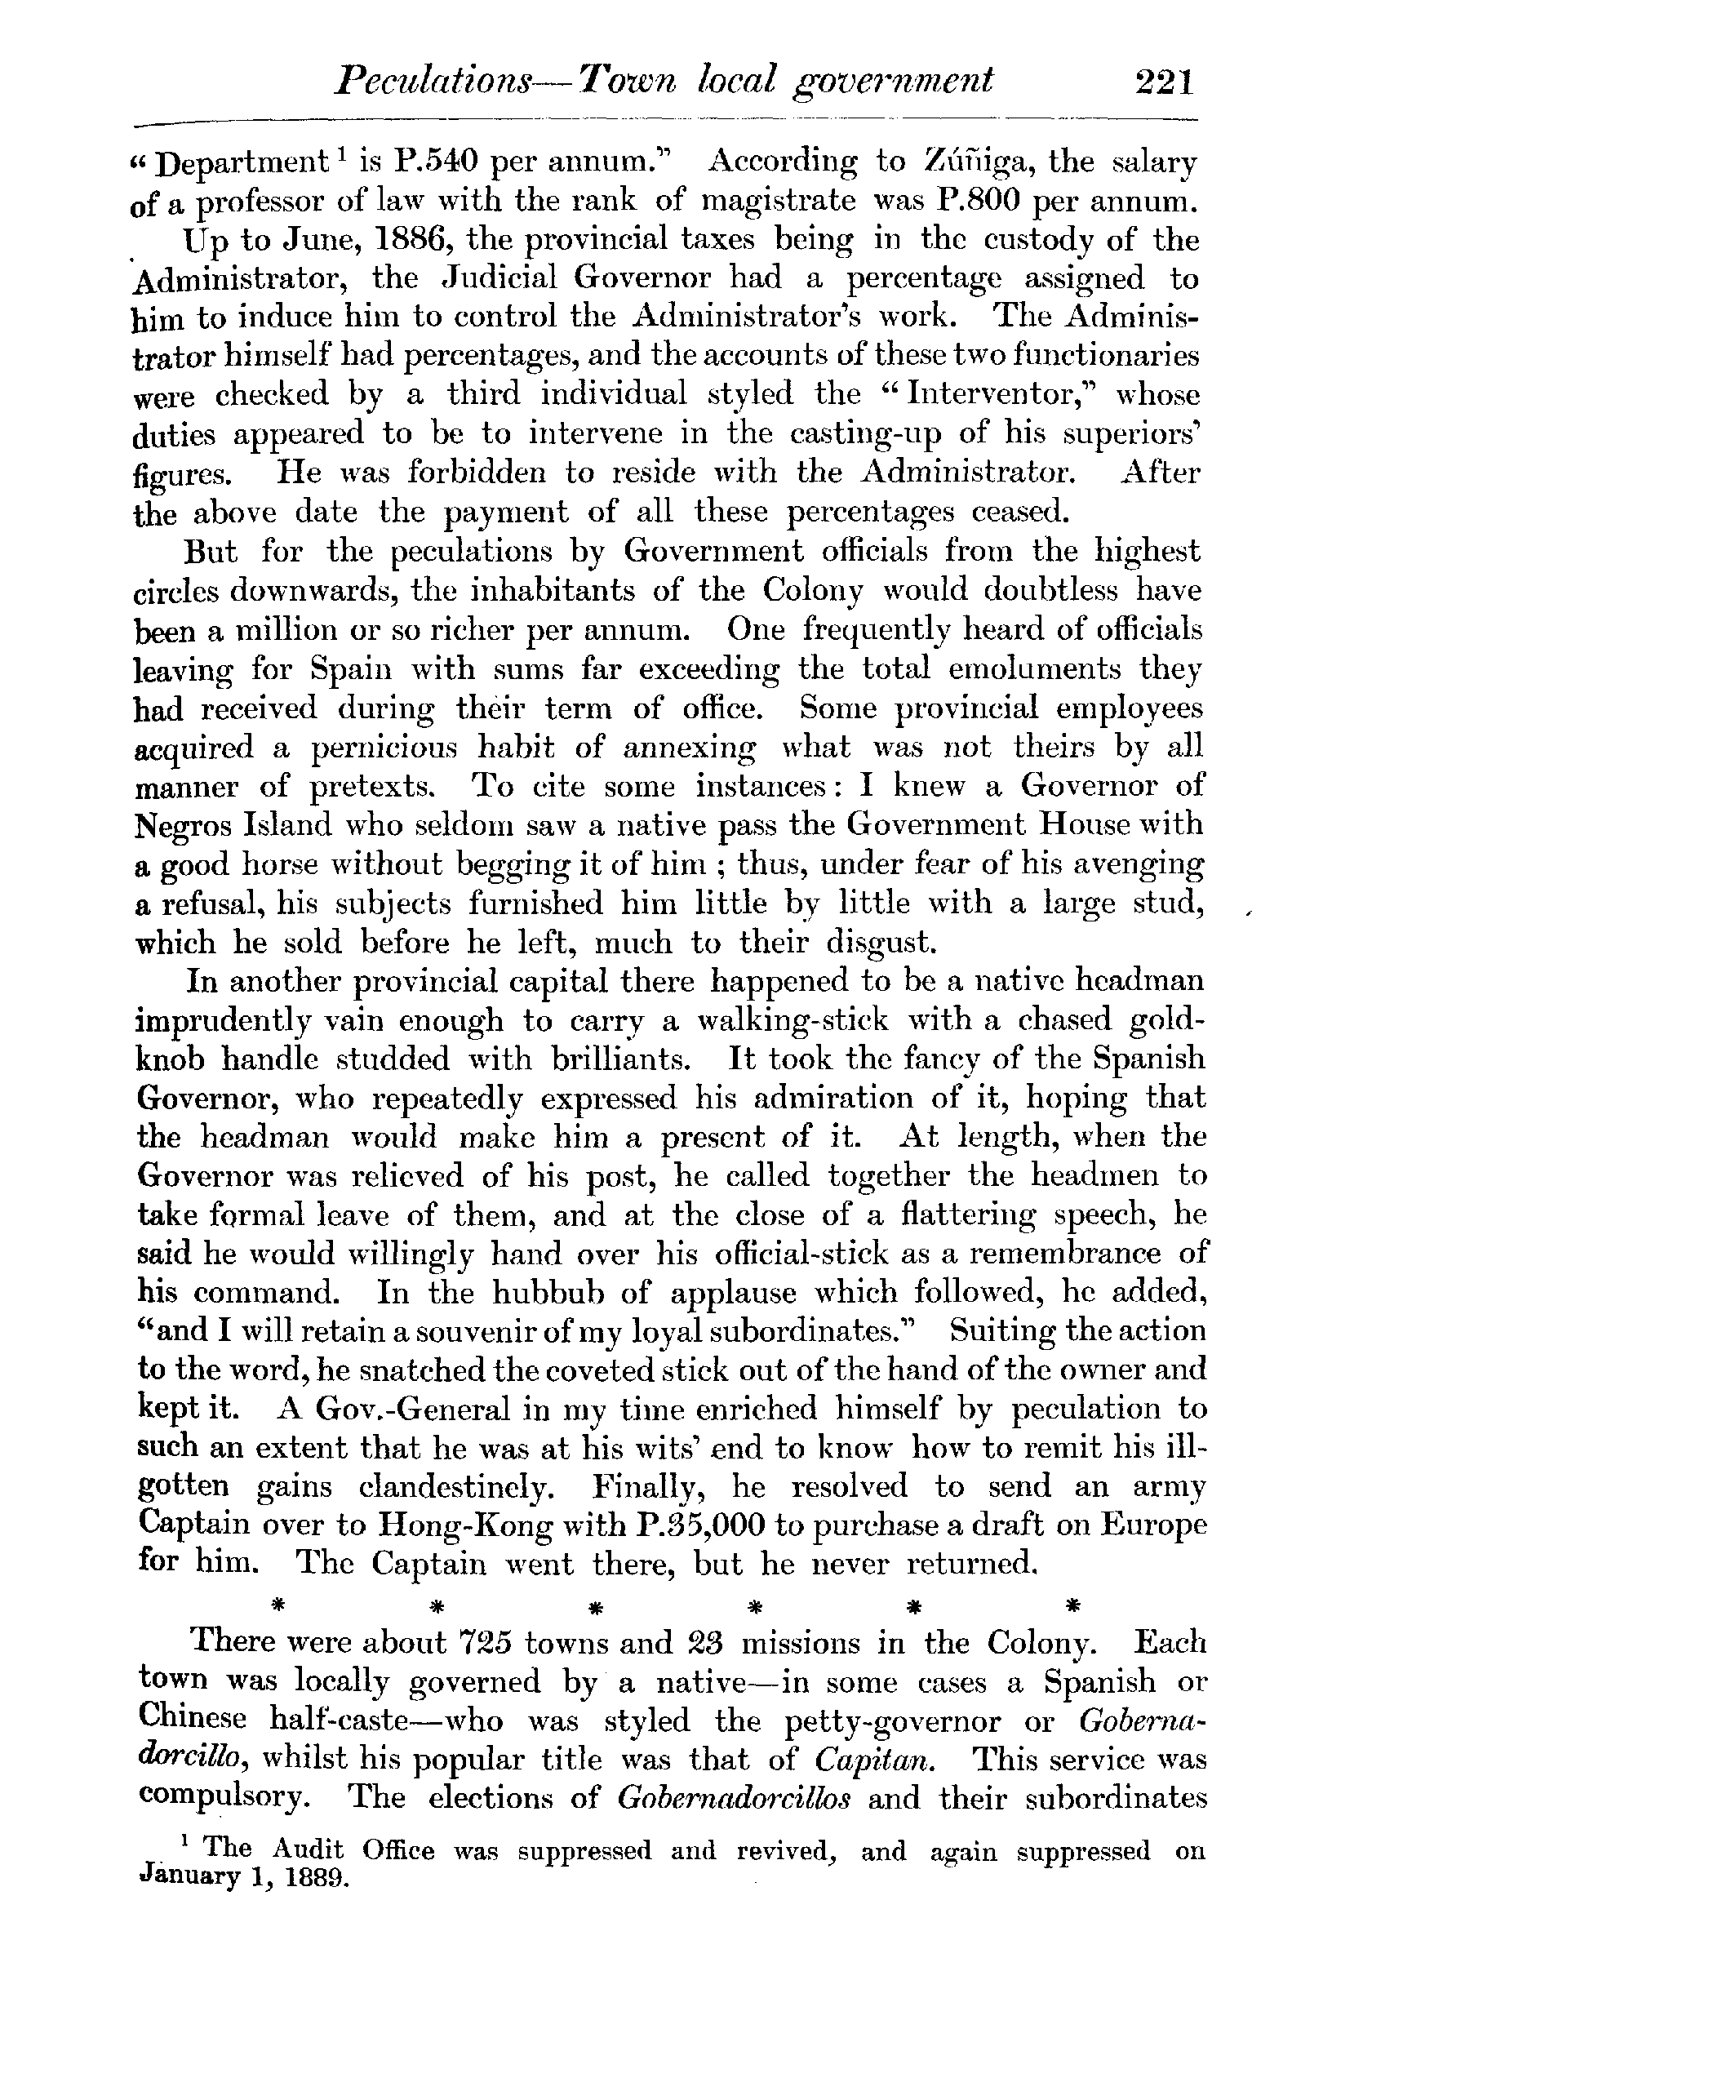 Peculations—Town local government 221
“ Department ¹ is P.540 per annum.” According to Zúñiga, the salary
of a professor of law with the rank of magistrate was P.800 per annum.
Up to June, 1886, the provincial taxes being in the custody of the
Administrator, the Judicial Governor had a percentage assigned to
him to induce him to control the Administrator’s work. The Adminis-
trator himself had percentages, and the accounts of these two functionaries
were checked by a third individual styled the “ Interventor,” whose
duties appeared to be to intervene in the casting-up of his superiors’
figures. He was forbidden to reside with the Administrator. After
the above date the payment of all these percentages ceased.
But for the peculations by Government officials from the highest
circles downwards, the inhabitants of the Colony would doubtless have
been a million or so richer per annum. One frequently heard of officials
leaving for Spain with sums far exceeding the total emoluments they
had received during their term of office. Some provincial employees
acquired a pernicious habit of annexing what was not theirs by all
manner of pretexts. To cite some instances: I knew a Governor of
Negros Island who seldom saw a native pass the Government House with
a good horse without begging it of him ; thus, under fear of his avenging
a refusal, his subjects furnished him little by little with a large stud,
which he sold before he left, much to their disgust.
In another provincial capital there happened to be a native headman
imprudently vain enough to carry a walking-stick with a chased gold-
knob handle studded with brilliants. It took the fancy of the Spanish
Governor, who repeatedly expressed his admiration of it, hoping that
the headman would make him a present of it. At length, when the
Governor was relieved of his post, he called together the headmen to
take formal leave of them, and at the close of a flattering speech, he
said he would willingly hand over his official-stick as a remembrance of
his command. In the hubbub of applause which followed, he added,
“and I will retain a souvenir of my loyal subordinates.” Suiting the action
to the word, he snatched the coveted stick out of the hand of the owner and
kept it. A Gov.-General in my time enriched himself by peculation to
such an extent that he was at his wits’ end to know how to remit his ill-
gotten gains clandestinely. Finally, he resolved to send an army
Captain over to Hong-Kong with P.35,000 to purchase a draft on Europe
for him. The Captain went there, but he never returned.
* * * * * *
There were about 725 towns and 23 missions in the Colony. Each
town was locally governed by a native—in some cases a Spanish or
Chinese half-caste—who was styled the petty-governor or Goberna-
dorcillo, whilst his popular title was that of Capitan. This service was
compulsory. The elections of Gobernadorcillos and their subordinates
¹ The Audit Office was suppressed and revived, and again suppressed on
January 1, 1889.